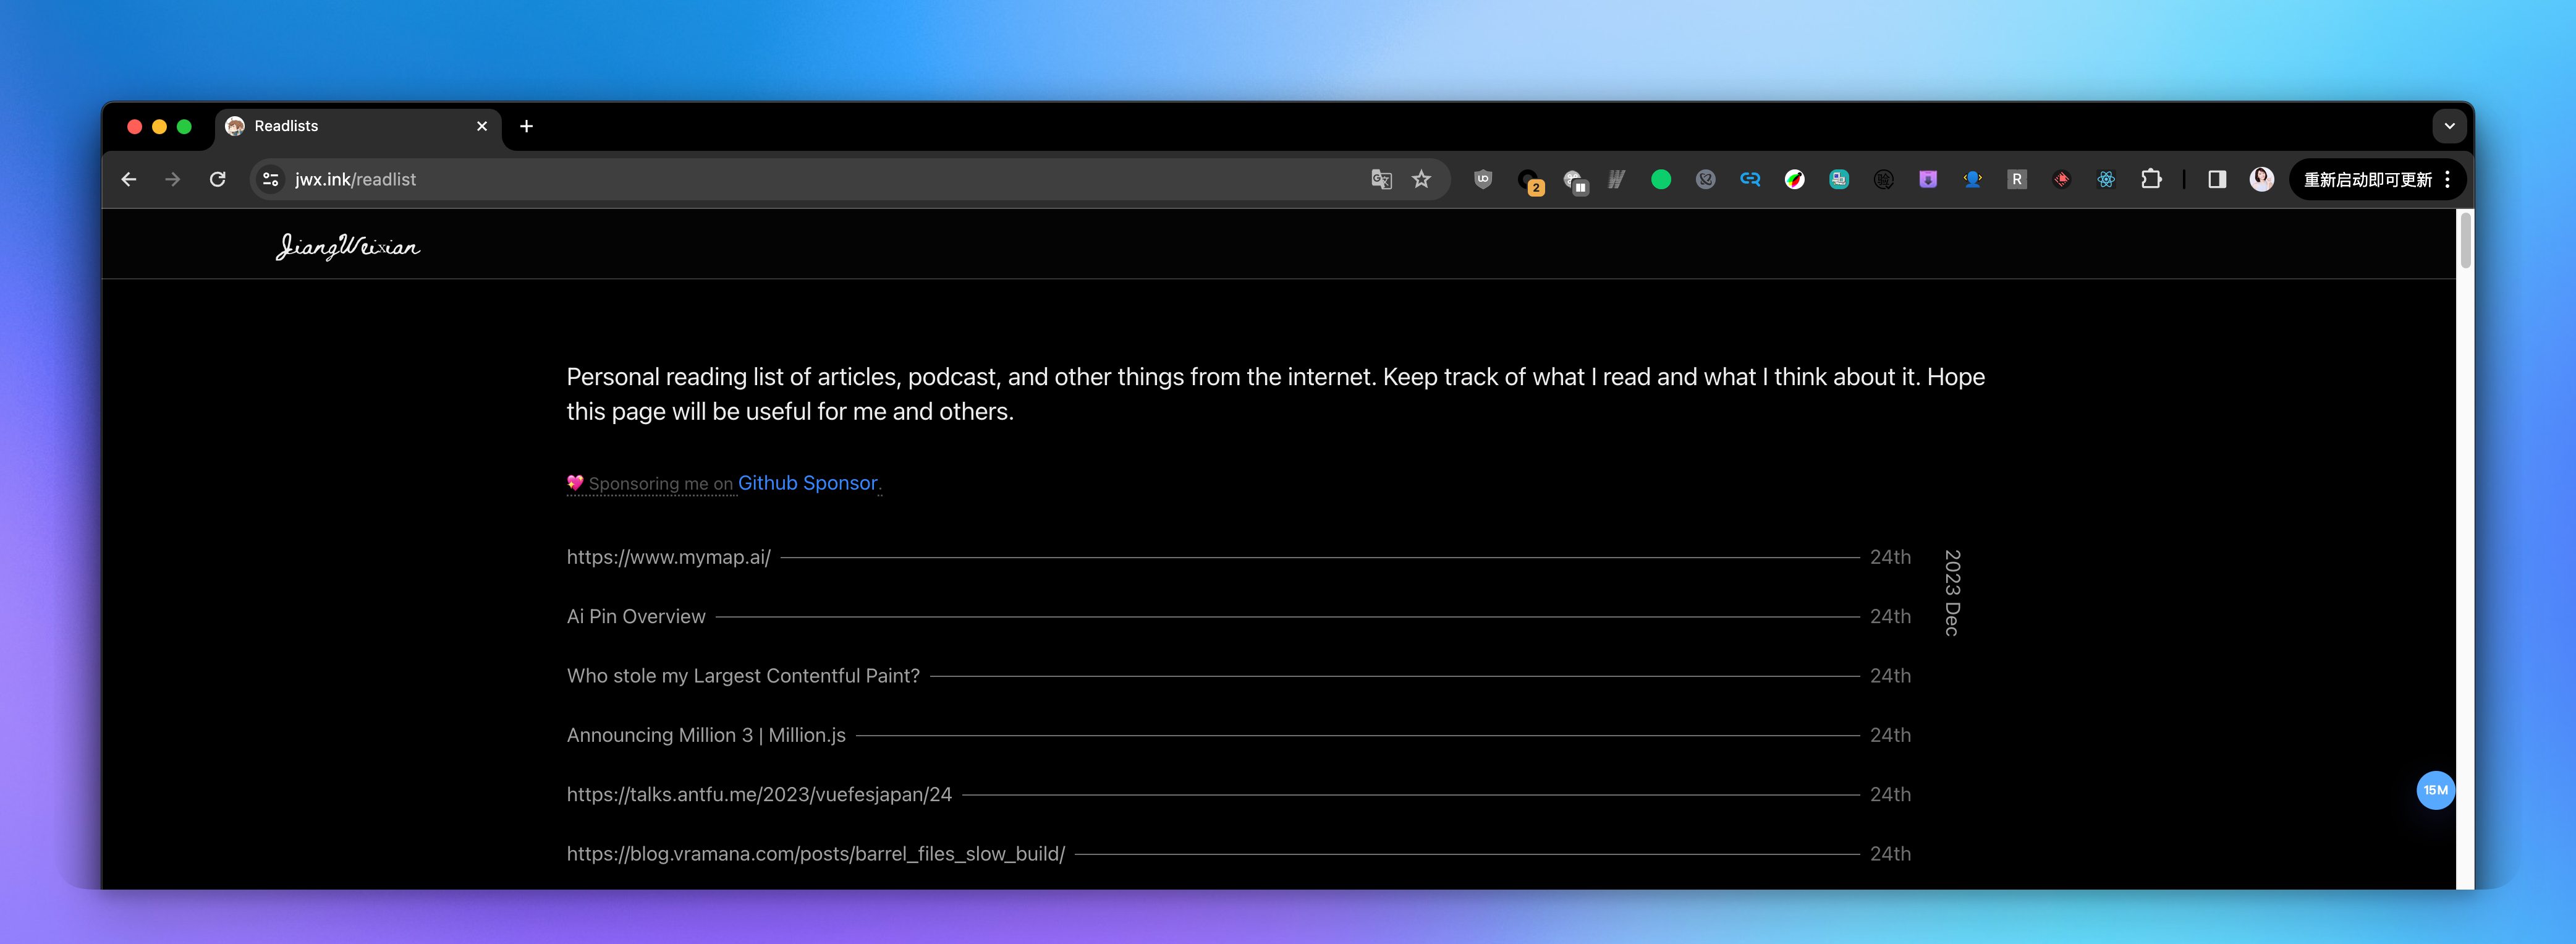 Readlists
jwx.ink/readlist
2
R
重新启动即可更新
JiangWeixian
Personal reading list of articles, podcast, and other things from the internet. Keep track of what I read and what I think about it. Hope
this page will be useful for me and others.
💖 Sponsoring me on Github Sponsor.
https://www.mymap.ai/ 24th
2023 Dec
Ai Pin Overview 24th
Who stole my Largest Contentful Paint? 24th
Announcing Million 3 | Million.js 24th
https://talks.antfu.me/2023/vuefesjapan/24 24th
15M
https://blog.vramana.com/posts/barrel_files_slow_build/ 24th